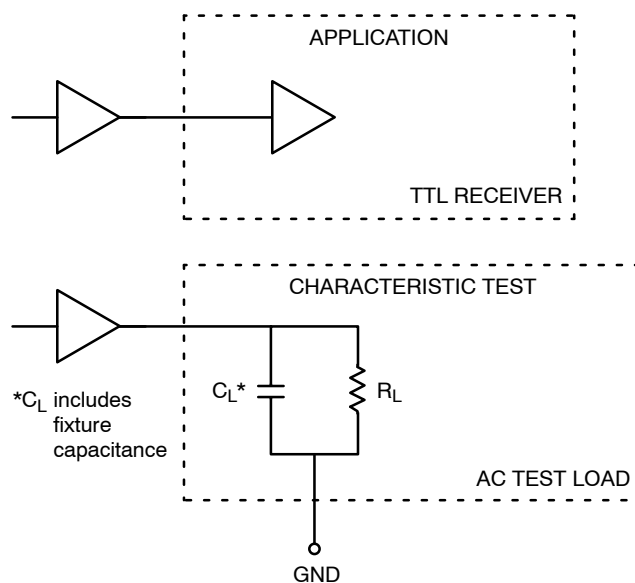 APPLICATION
TTL RECEIVER
CHARACTERISTIC TEST
*CL includes
fixture
capacitance
CL*
RL
AC TEST LOAD
GND